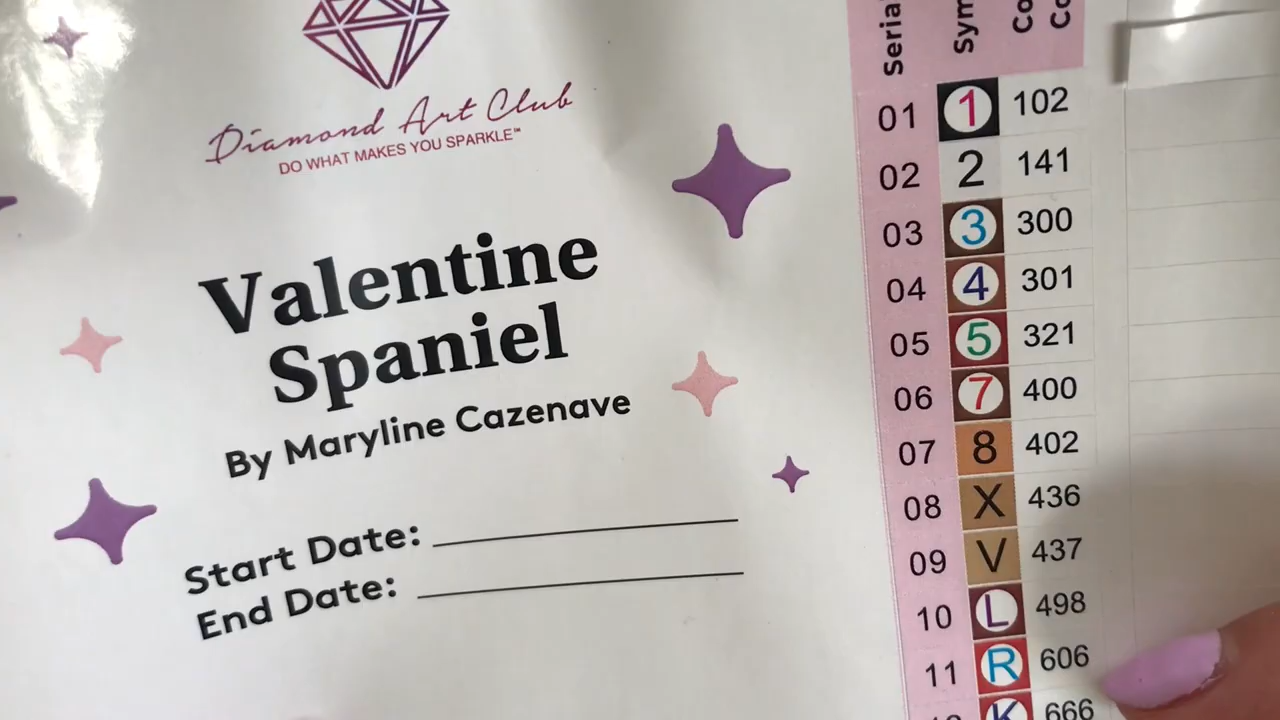 Diamond Art Club
DO WHAT MAKES YOU SPARKLE℠
Valentine
Spaniel
By Maryline Cazenave
Start Date:
End Date:
01 1 102
02 2 141
03 3 300
04 4 301
05 5 321
06 7 400
07 8 402
08 X 436
09 V 437
10 L 498
11 R 606
K 666